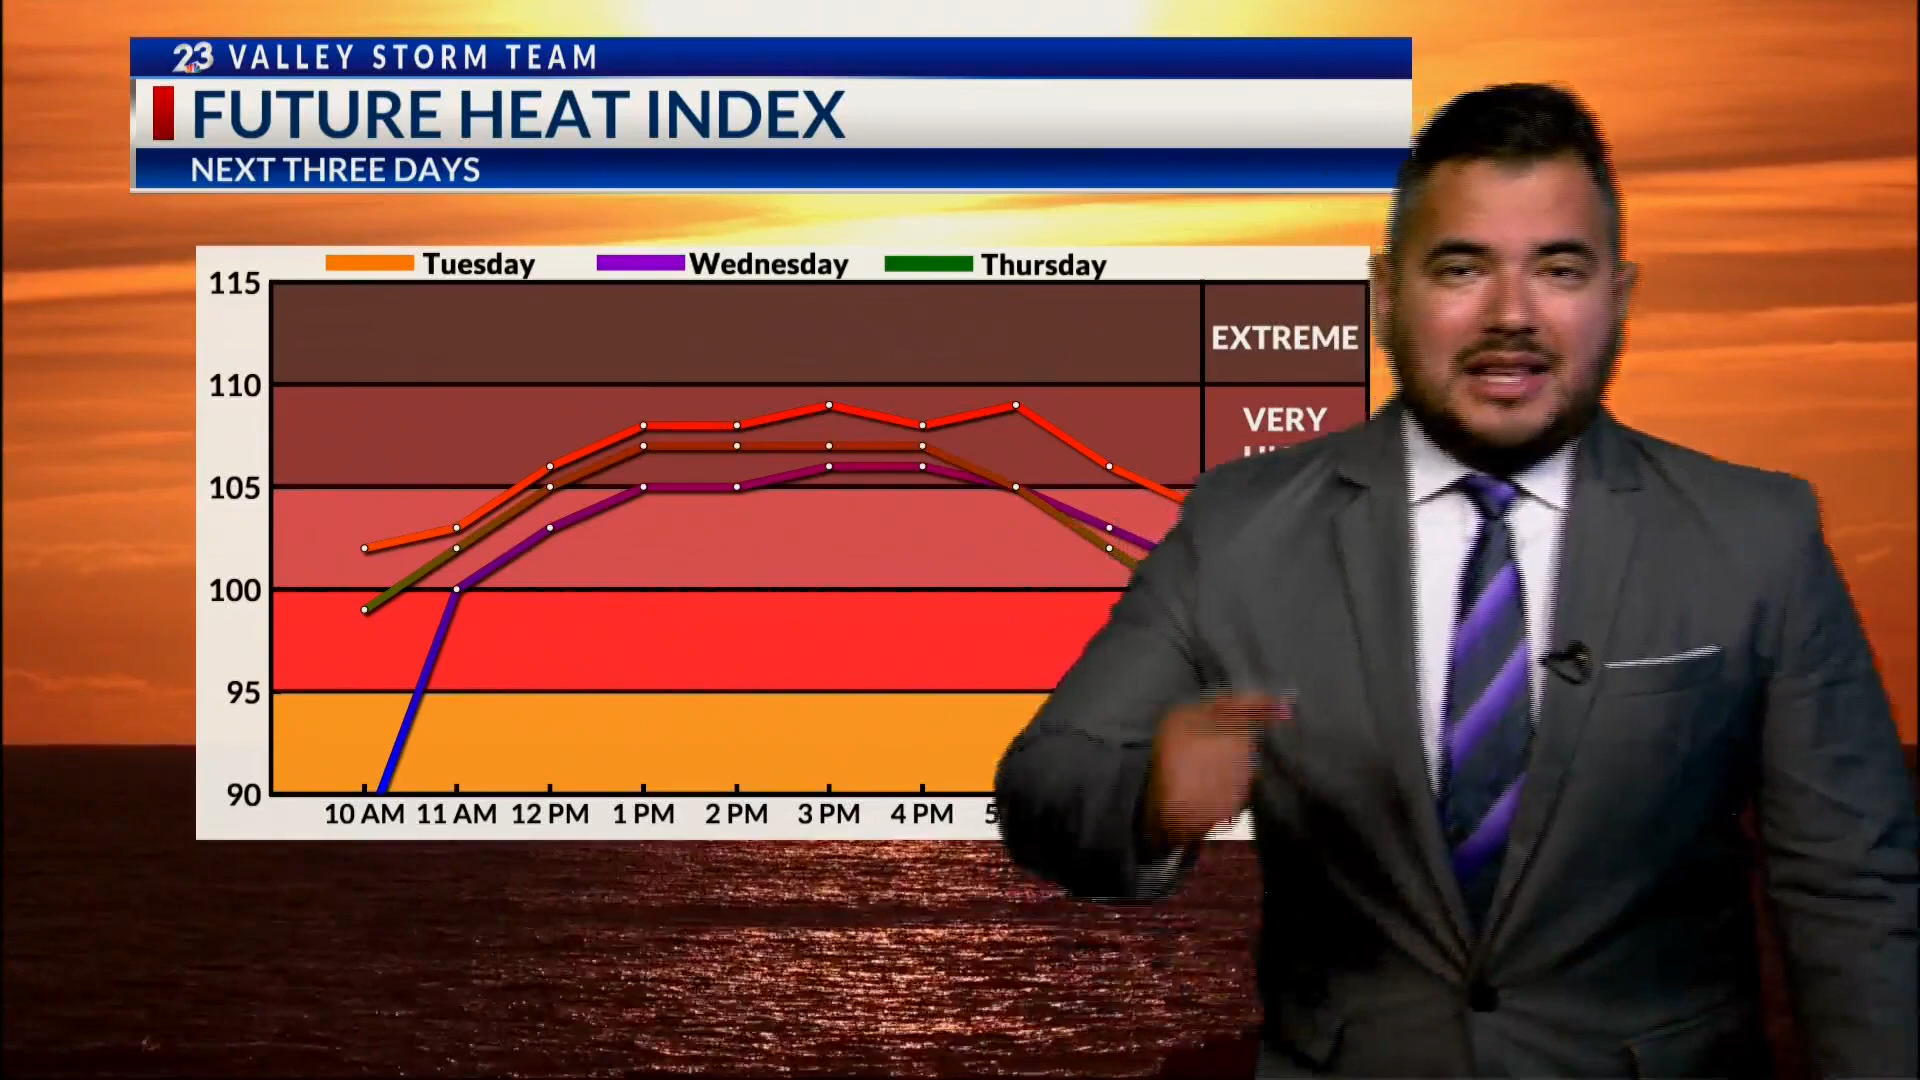 23 VALLEY STORM TEAM
FUTURE HEAT INDEX
NEXT THREE DAYS
Tuesday Wednesday Thursday
115
110
105
100
95
90
EXTREME
VERY
10 AM 11 AM 12 PM 1 PM 2 PM 3 PM 4 PM